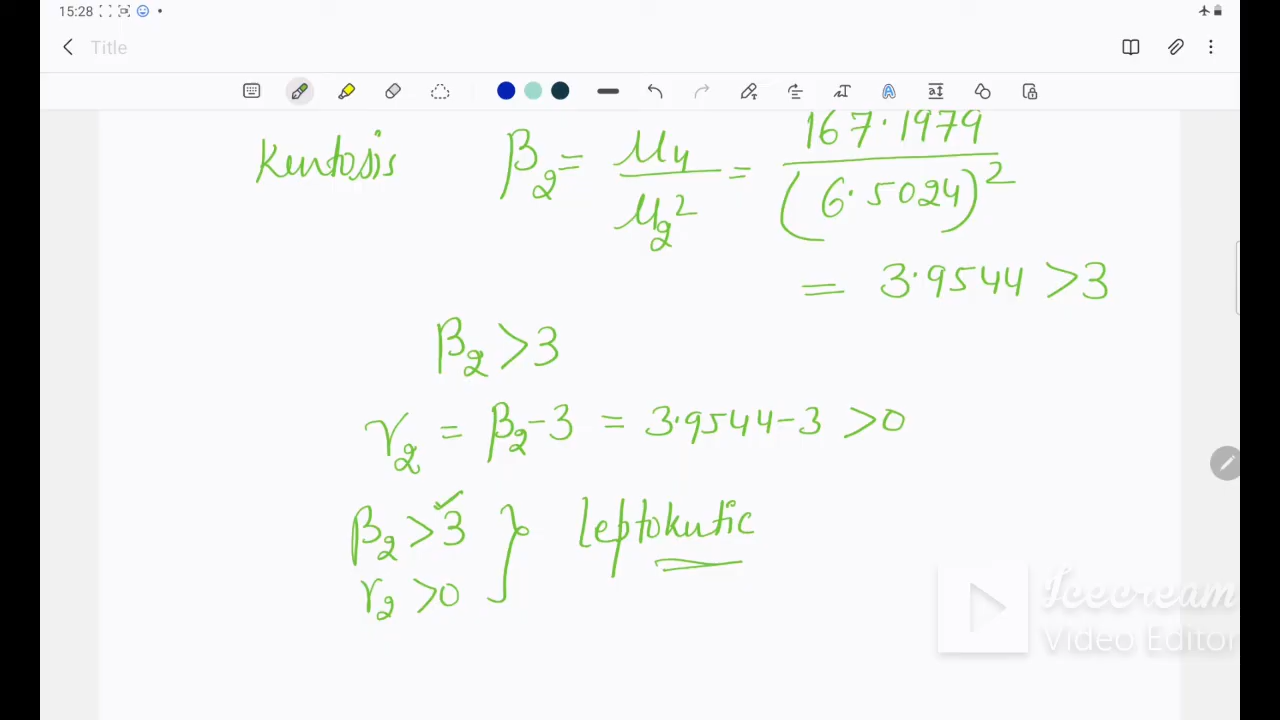 15:28
Title
Kurtosis β₂ = μ₄/μ₂² = 167.1979/(6.5024)²
= 3.9544 > 3
β₂ > 3
γ₂ = β₂ - 3 = 3.9544 - 3 > 0
β₂ > 3 } leptokutic
γ₂ > 0
Icecream
Video Editor